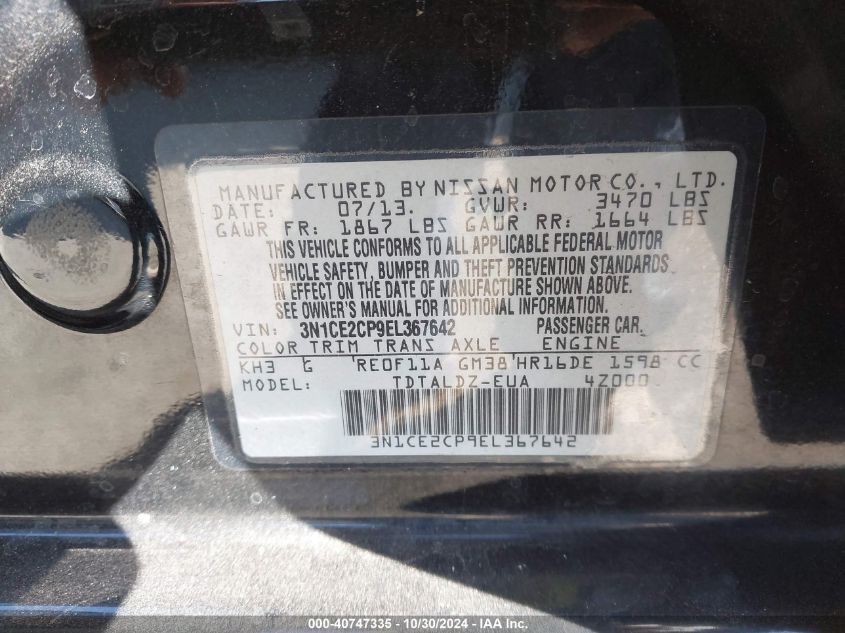 MANUFACTURED BY NISSAN MOTOR CO., LTD.
DATE: 07/13. GVWR: 3470 LBS
GAWR FR: 1867 LBS GAWR RR: 1664 LBS
THIS VEHICLE CONFORMS TO ALL APPLICABLE FEDERAL MOTOR
VEHICLE SAFETY, BUMPER AND THEFT PREVENTION STANDARDS
IN EFFECT ON THE DATE OF MANUFACTURE SHOWN ABOVE.
SEE OWNER'S MANUAL FOR ADDITIONAL INFORMATION.
VIN: 3N1CE2CP9EL367642 PASSENGER CAR.
COLOR TRIM TRANS AXLE ENGINE
KH3 G RE0F11A GM38 HR16DE 1598 CC
MODEL: TDTALDZ-EUA 4Z000
3N1CE2CP9EL367642
000-40747335 - 10/30/2024 - IAA Inc.